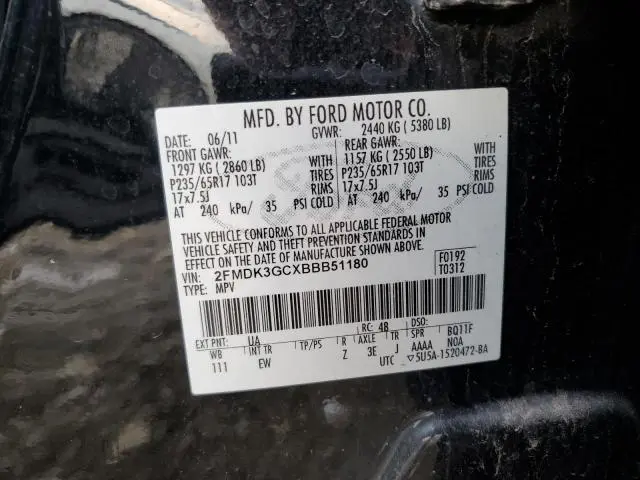 MFD. BY FORD MOTOR CO.
DATE: 06/11 GVWR: 2440 KG ( 5380 LB)
FRONT GAWR: REAR GAWR:
1297 KG ( 2860 LB) WITH 1157 KG ( 2550 LB) WITH
P235/65R17 103T TIRES P235/65R17 103T TIRES
17x7.5J RIMS 17x7.5J RIMS
AT 240 kPa/ 35 PSI COLD AT 240 kPa/ 35 PSI COLD
THIS VEHICLE CONFORMS TO ALL APPLICABLE FEDERAL MOTOR
VEHICLE SAFETY AND THEFT PREVENTION STANDARDS IN
EFFECT ON THE DATE OF MANUFACTURE SHOWN ABOVE.
VIN: 2FMDK3GCXBBB51180 F0192
TYPE: MPV T0312
EXT PNT: UA RC: 48 DSO:
WB INT TR TP/PS R AXLE TR SPR BQ11F
111 EW Z 3E J AAAA N0A
UTC ▽5U5A-1520472-BA
Ford